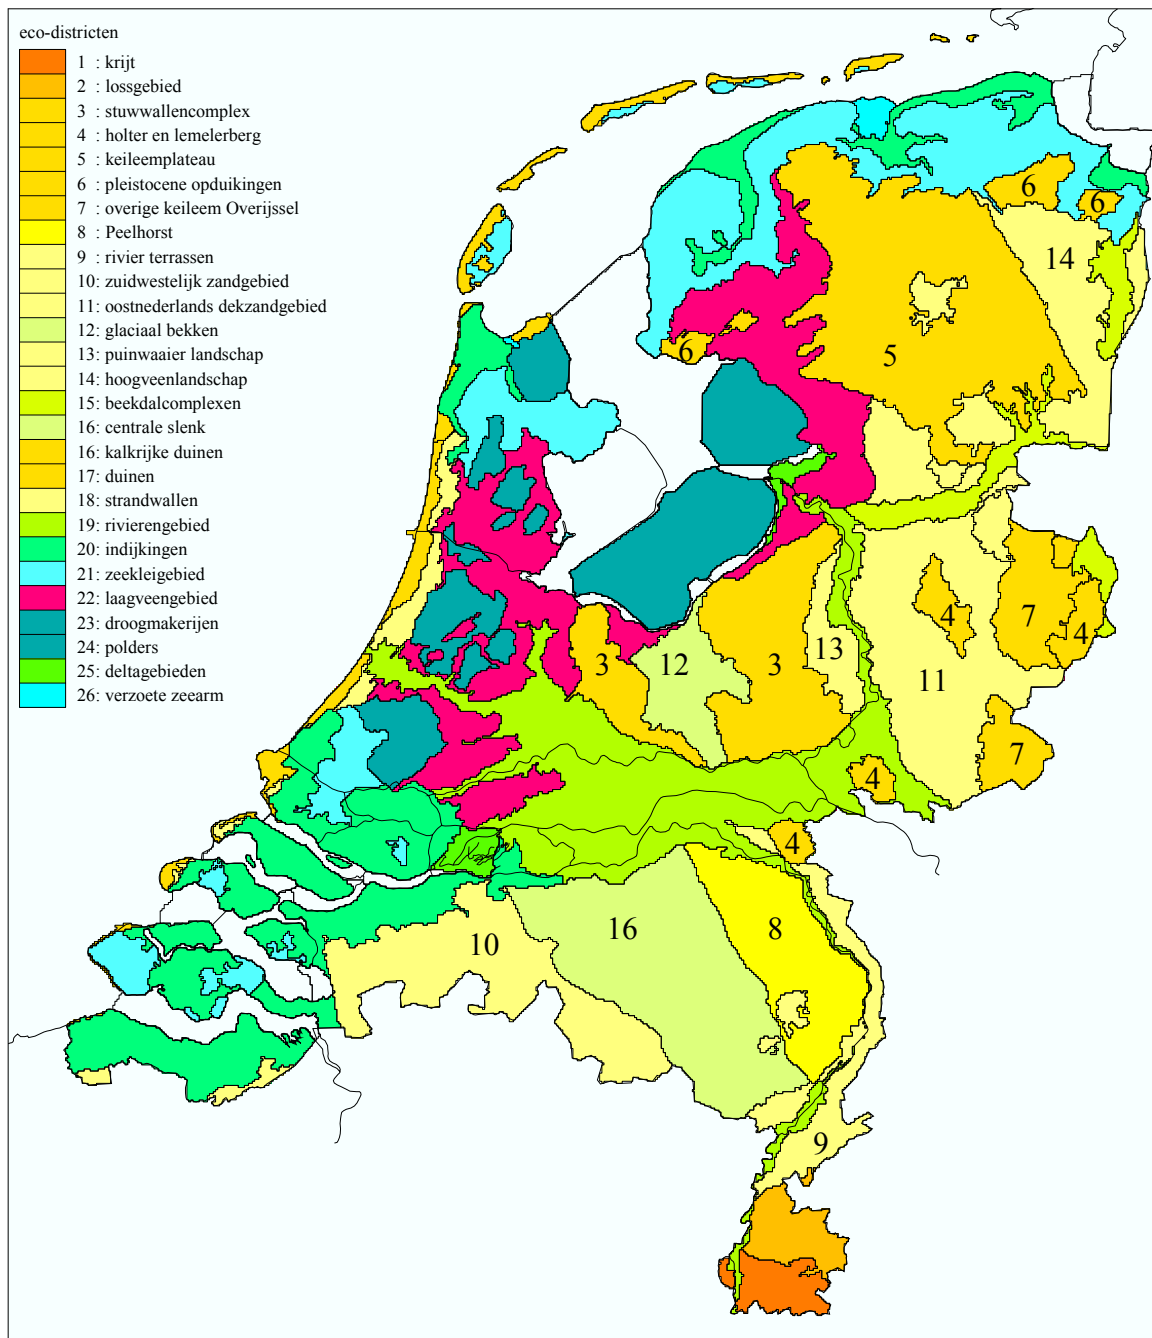 eco-districten
1 : krijt
2 : lossgebied
3 : stuwwallencomplex
4 : holter en lemelerberg
5 : keileemplateau
6 : pleistocene opduikingen
7 : overige keileem Overijssel
8 : Peelhorst
9 : rivier terrassen
10: zuidwestelijk zandgebied
11: oostnederlands dekzandgebied
12: glaciaal bekken
13: puinwaaier landschap
14: hoogveenlandschap
15: beekdalcomplexen
16: centrale slenk
16: kalkrijke duinen
17: duinen
18: strandwallen
19: rivierengebied
20: indijkingen
21: zeekleigebied
22: laagveengebied
23: droogmakerijen
24: polders
25: deltagebieden
26: verzoete zeearm
6
6
14
6
5
4
7
4
3
12
3
13
11
7
4
4
10
16
8
9